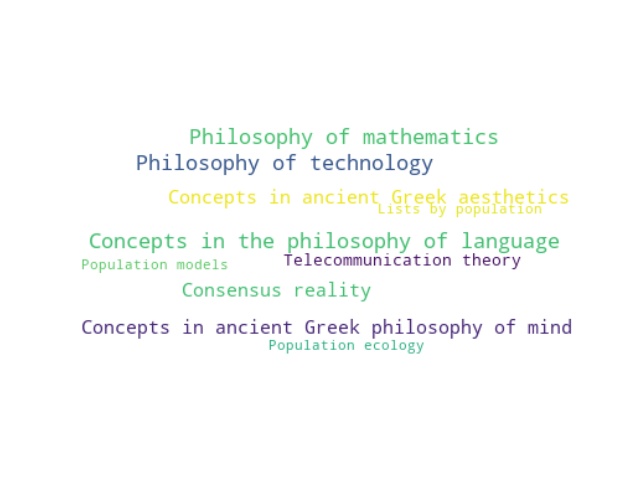 Philosophy of mathematics
Philosophy of technology
Concepts in ancient Greek aesthetics
Lists by population
Concepts in the philosophy of language
Telecommunication theory
Population models
Consensus reality
Concepts in ancient Greek philosophy of mind
Population ecology